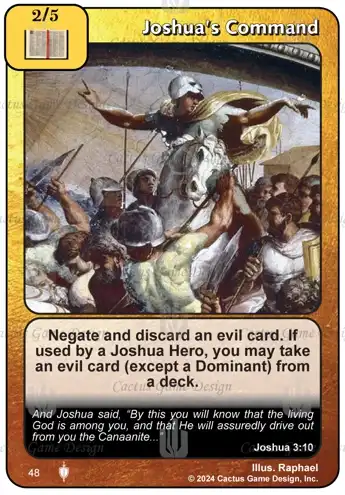 2/5
Joshua's Command
Negate and discard an evil card. If
used by a Joshua Hero, you may take
an evil card (except a Dominant) from
a deck.
Cactus Game Design
And Joshua said, "By this you will know that the living
God is among you, and that He will assuredly drive out
from you the Canaanite...
Joshua 3:10
Illus. Raphael
48
© 2024 Cactus Game Design, Inc.